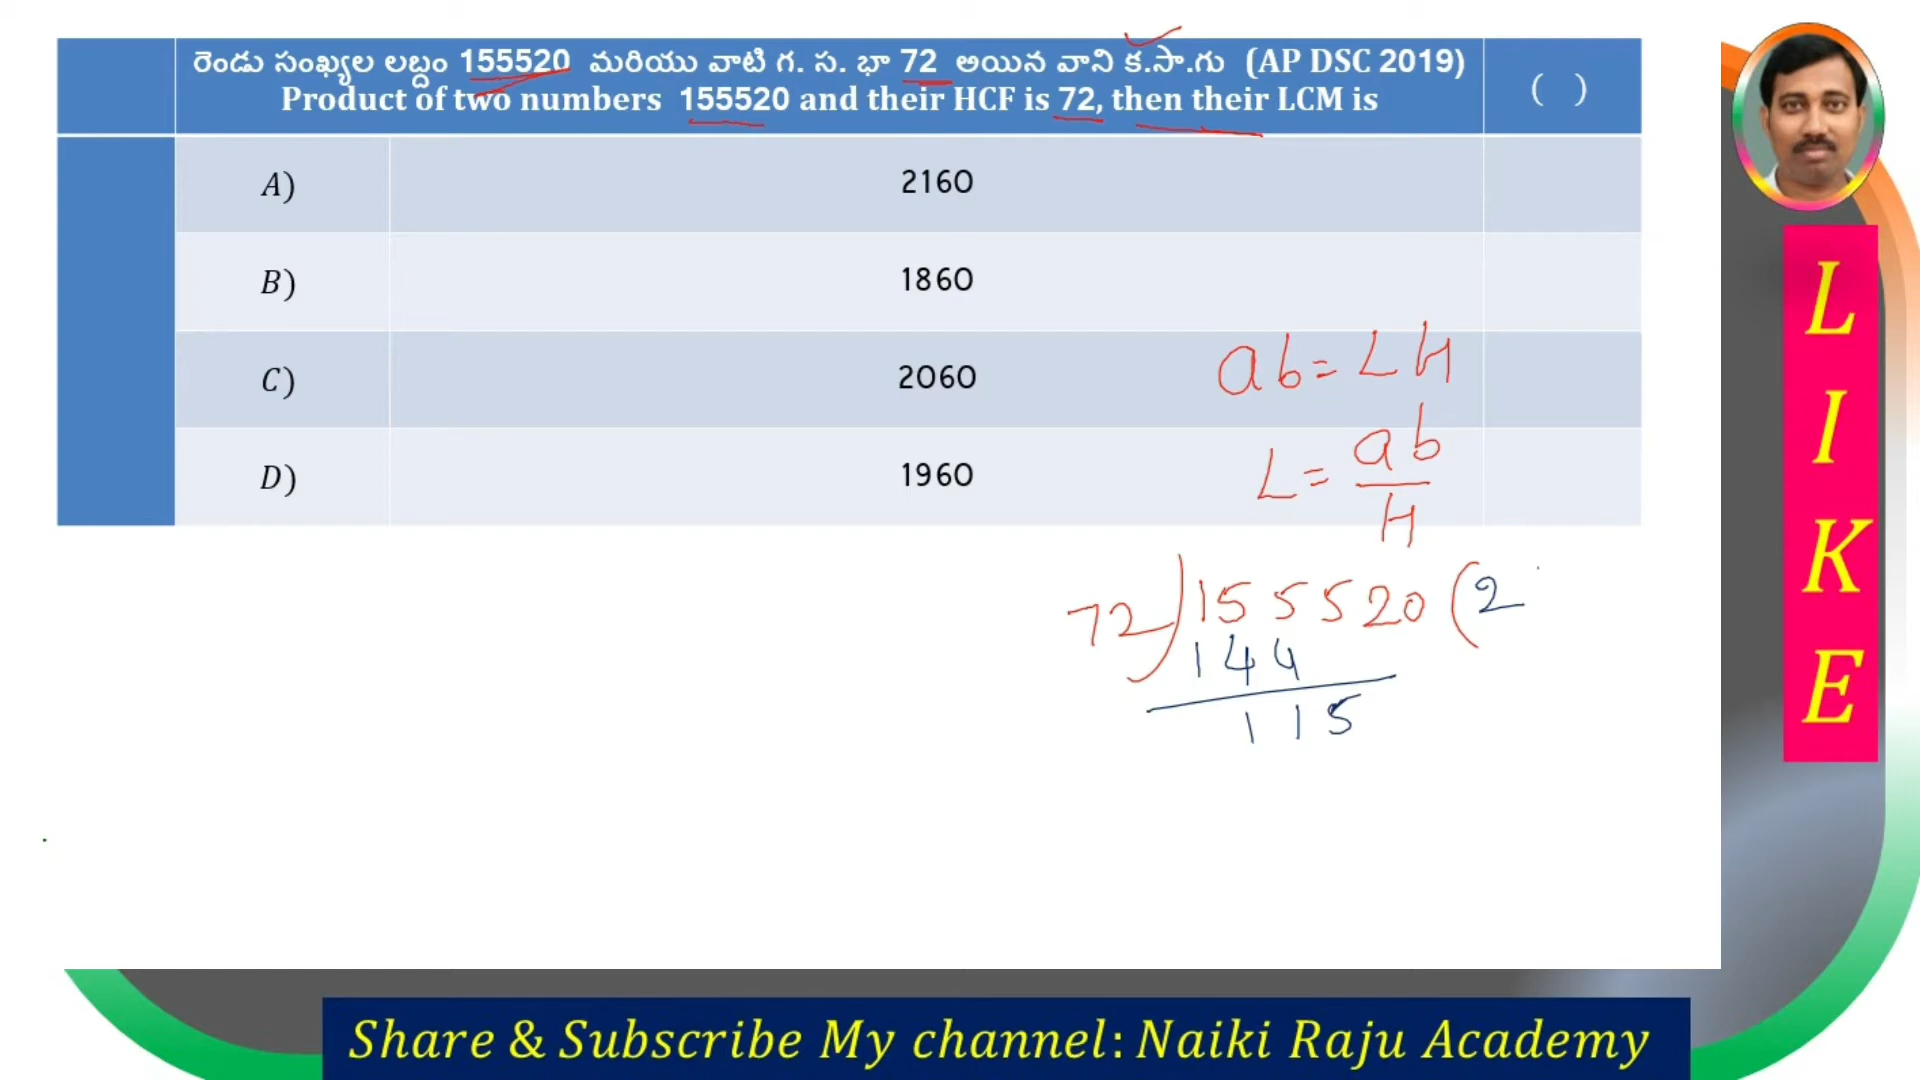 రెండు సంఖ్యల లబ్దం 155520 మరియు వాటి గ. స. భా 72 అయిన వాని క.సా.గు (AP DSC 2019)
Product of two numbers 155520 and their HCF is 72, then their LCM is
( )
A) 2160
B) 1860
C) 2060
D) 1960
ab = LH
L = ab
H
72) 155520 (2
144
115
L
I
K
E
Share & Subscribe My channel: Naiki Raju Academy